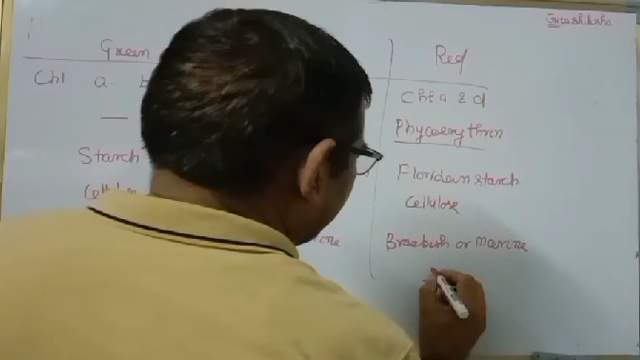 Green
Red
Chl a
Chl a & d
Phycoerythrin
Starch
Floridean starch
Cellulose
Brackish or marine